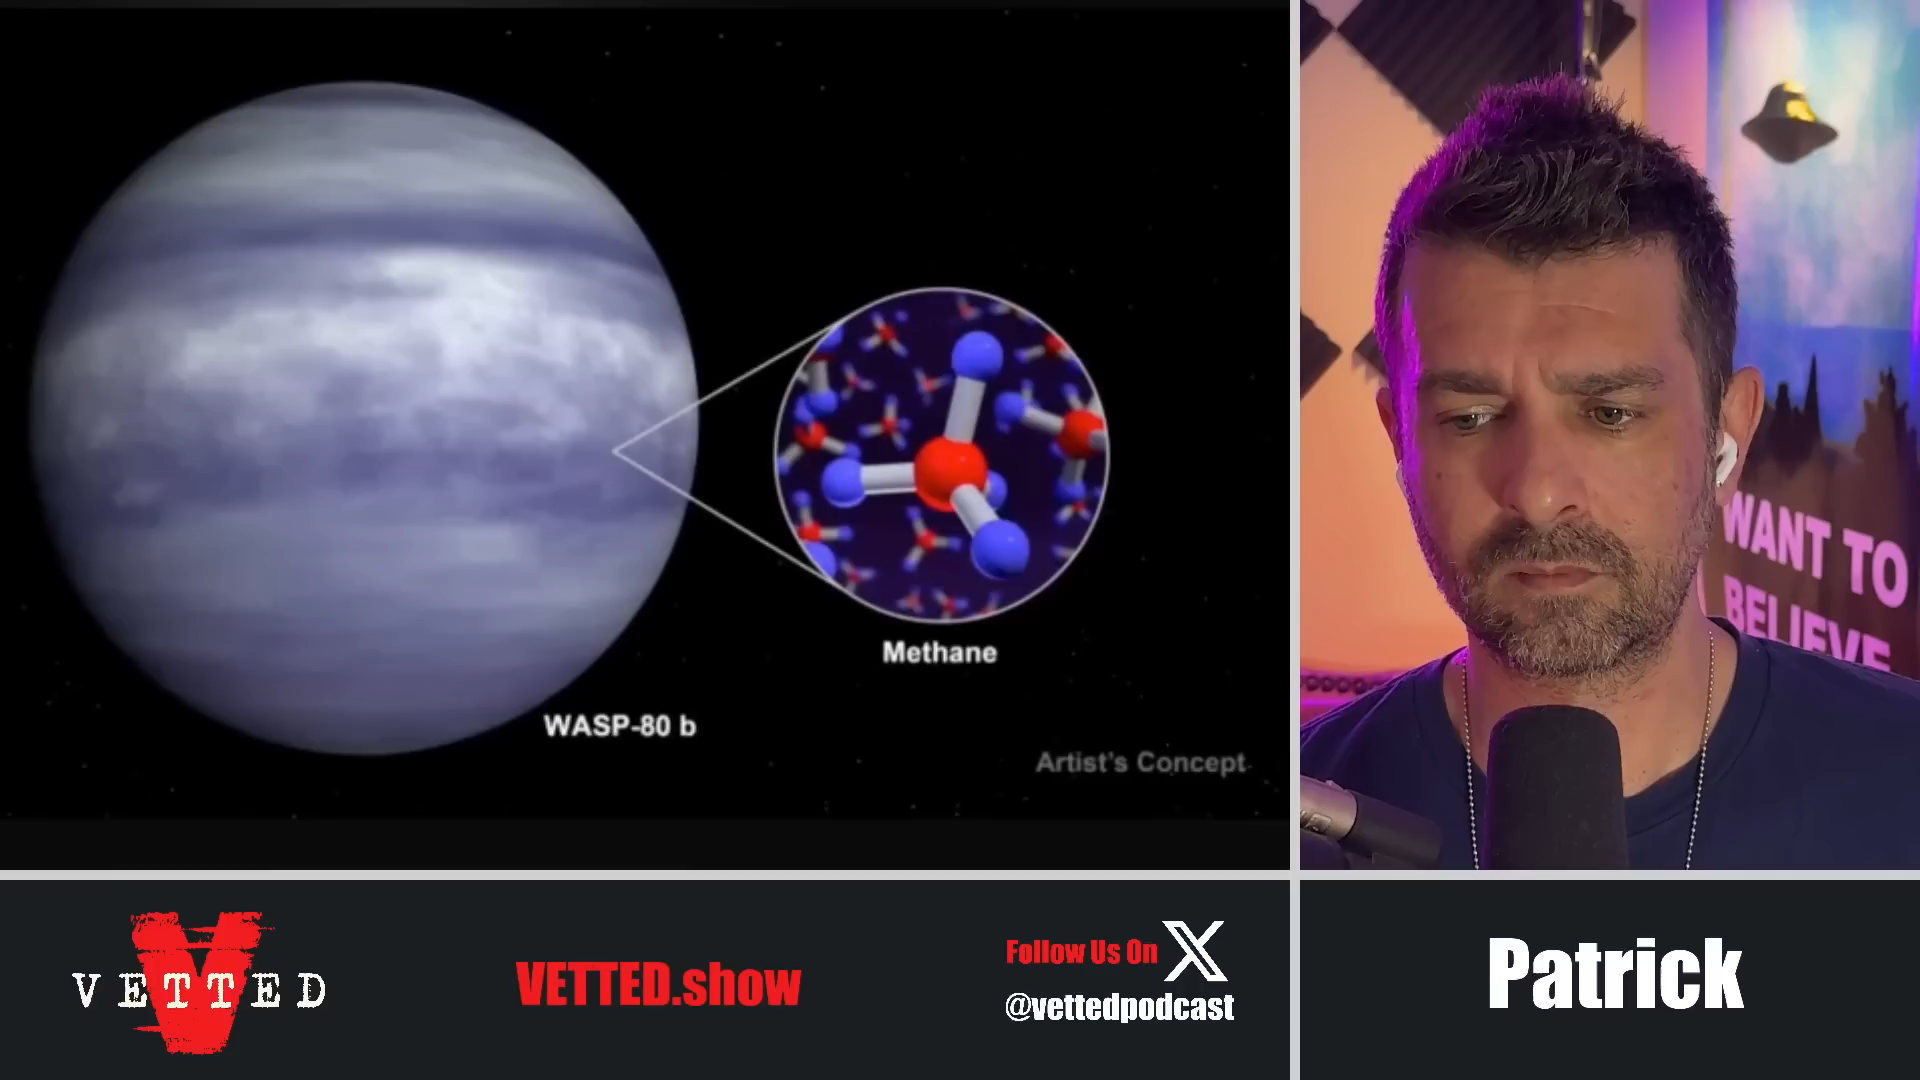 Methane
WASP-80 b
Artist's Concept
WANT TO
BELIEVE
VETTED
VETTED.show
Follow Us On X
@vettedpodcast
Patrick